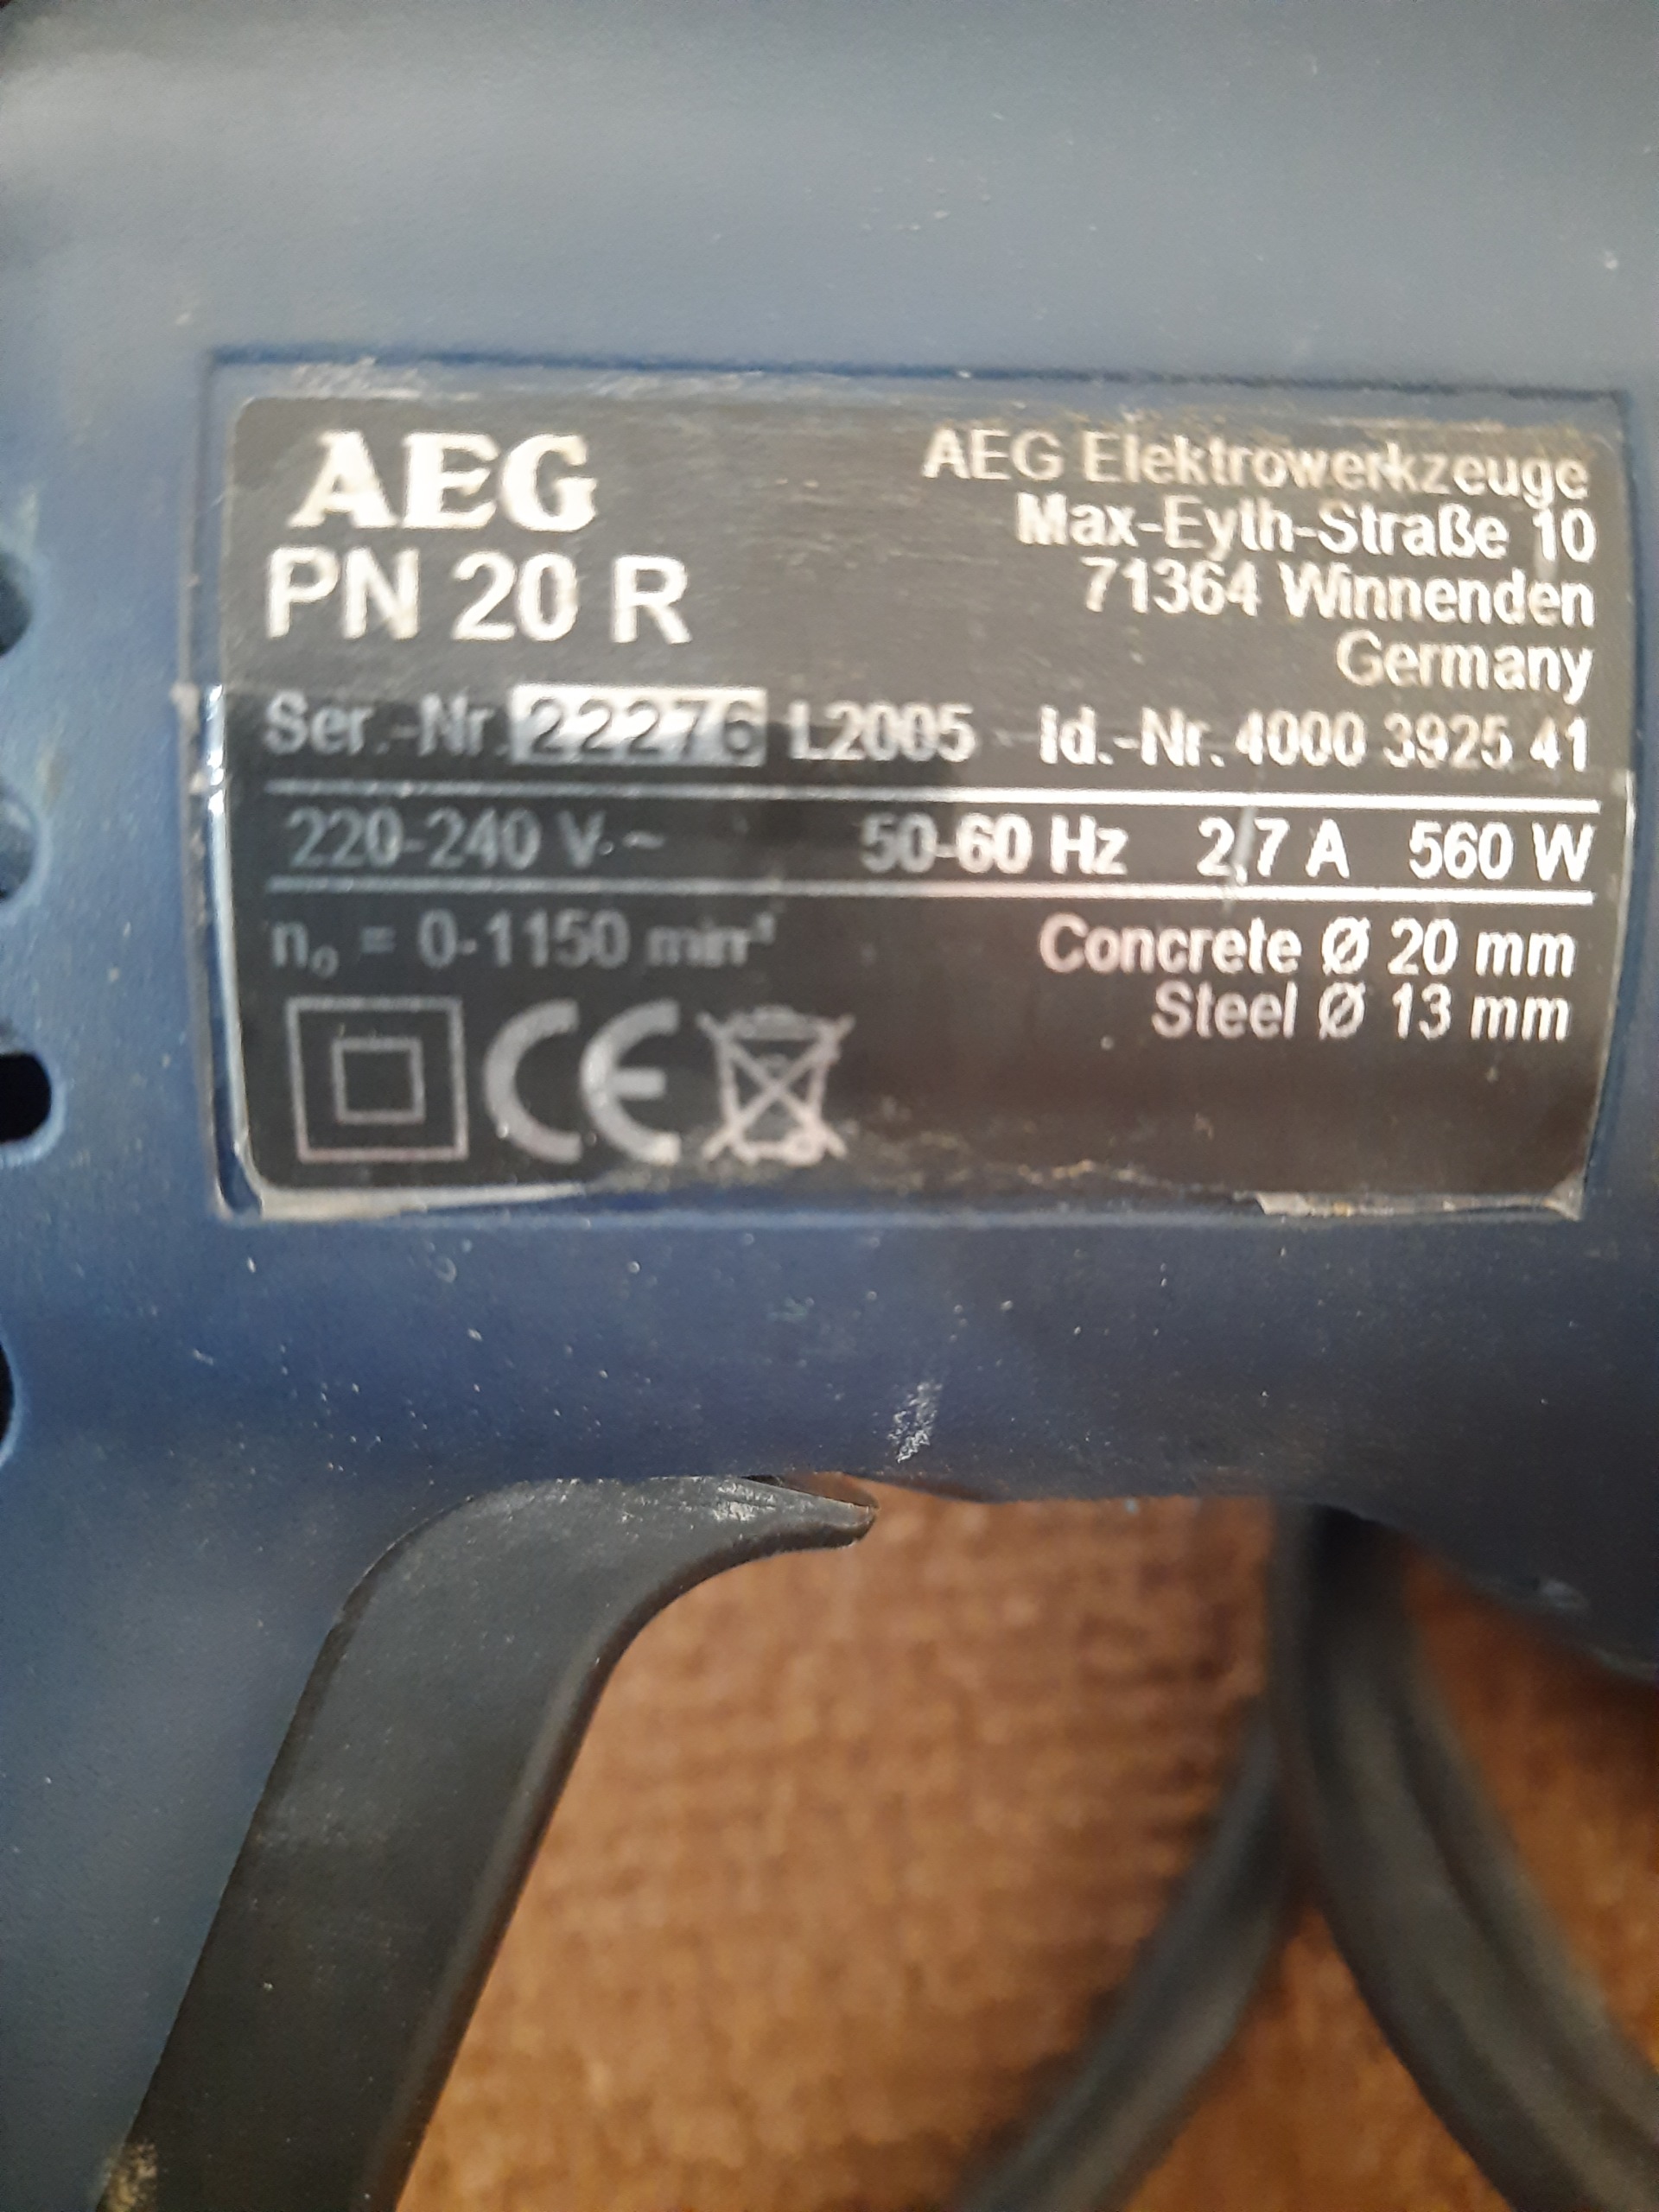 AEG
PN 20 R
AEG Elektrowerkzeuge
Max-Eyth-Straße 10
71364 Winnenden
Germany
Ser.-Nr. 22276 L2005 Id.-Nr. 4000 3925 41
220-240 V ~ 50-60 Hz 2,7 A 560 W
n₀ = 0-1150 min⁻¹
Concrete Ø 20 mm
Steel Ø 13 mm
CE